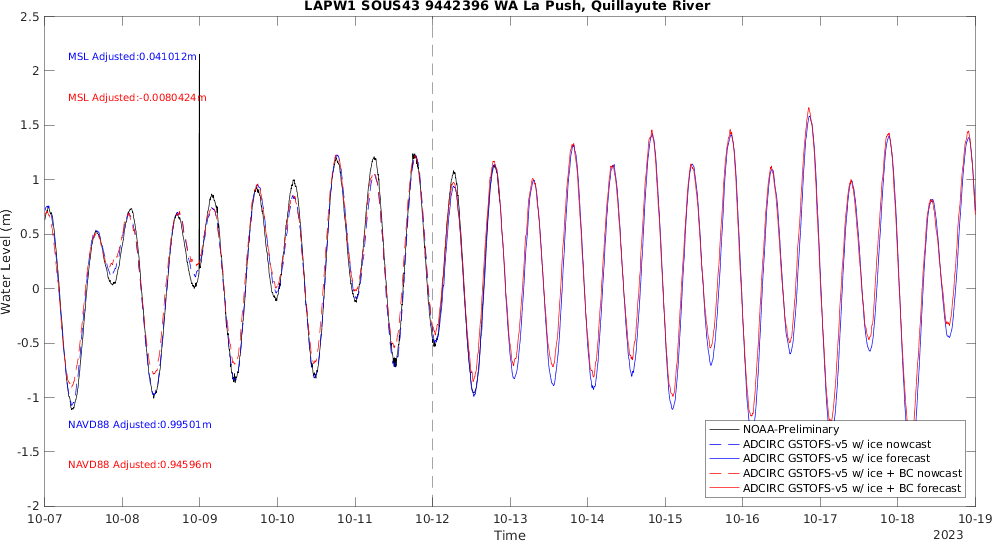 LAPW1 SOUS43 9442396 WA La Push, Quillayute River
2.5
2
1.5
1
0.5
0
-0.5
-1
-1.5
-2
Water Level (m)
MSL Adjusted:0.041012m
MSL Adjusted:-0.0080424m
NAVD88 Adjusted:0.99501m
NAVD88 Adjusted:0.94596m
NOAA-Preliminary
ADCIRC GSTOFS-v5 w/ ice nowcast
ADCIRC GSTOFS-v5 w/ ice forecast
ADCIRC GSTOFS-v5 w/ ice + BC nowcast
ADCIRC GSTOFS-v5 w/ ice + BC forecast
10-07 10-08 10-09 10-10 10-11 10-12 10-13 10-14 10-15 10-16 10-17 10-18 10-19
Time
2023